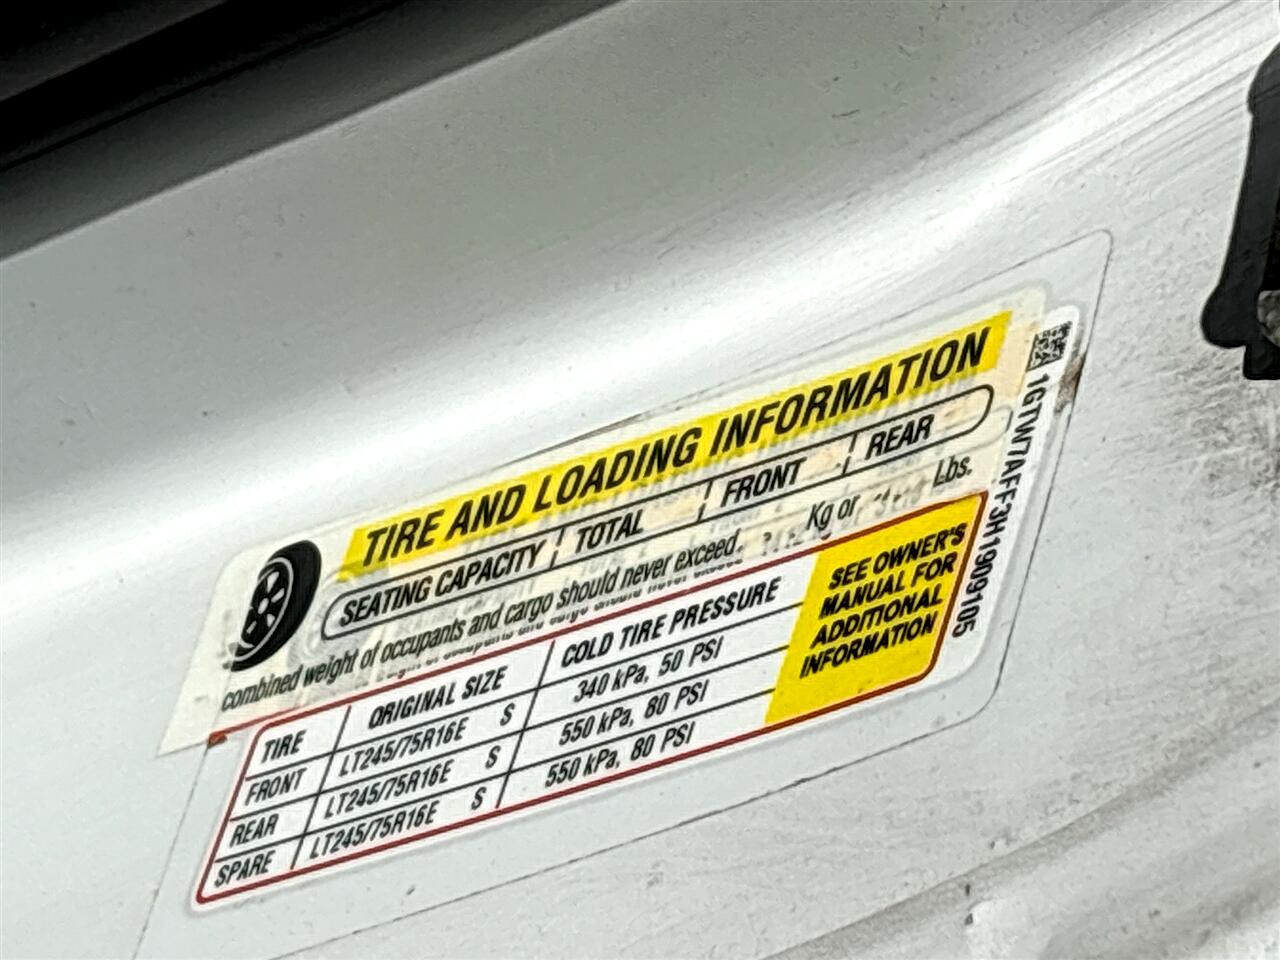 TIRE AND LOADING INFORMATION
SEATING CAPACITY TOTAL FRONT REAR
combined weight of occupants and cargo should never exceed. Kg or Lbs.
TIRE ORIGINAL SIZE COLD TIRE PRESSURE
FRONT LT245/75R16E S 340 kPa, 50 PSI
REAR LT245/75R16E S 550 kPa, 80 PSI
SPARE LT245/75R16E S 550 kPa, 80 PSI
SEE OWNER'S
MANUAL FOR
ADDITIONAL
INFORMATION
1GTW7AFF3H1909105